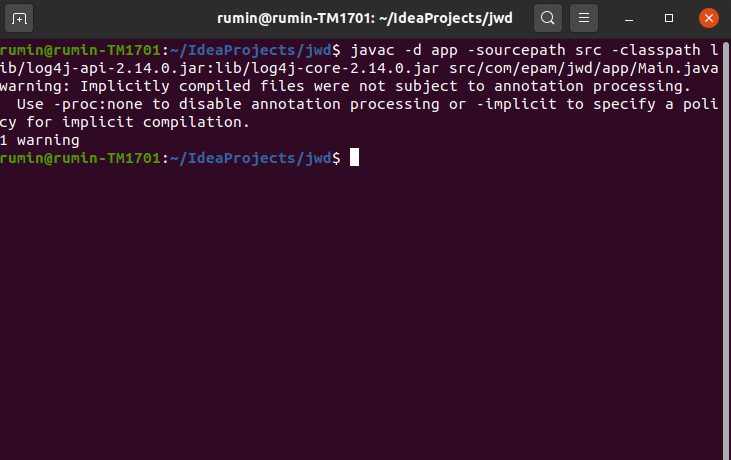 rumin@rumin-TM1701: ~/IdeaProjects/jwd
rumin@rumin-TM1701:~/IdeaProjects/jwd$ javac -d app -sourcepath src -classpath l
ib/log4j-api-2.14.0.jar:lib/log4j-core-2.14.0.jar src/com/epam/jwd/app/Main.java
warning: Implicitly compiled files were not subject to annotation processing.
  Use -proc:none to disable annotation processing or -implicit to specify a poli
cy for implicit compilation.
1 warning
rumin@rumin-TM1701:~/IdeaProjects/jwd$